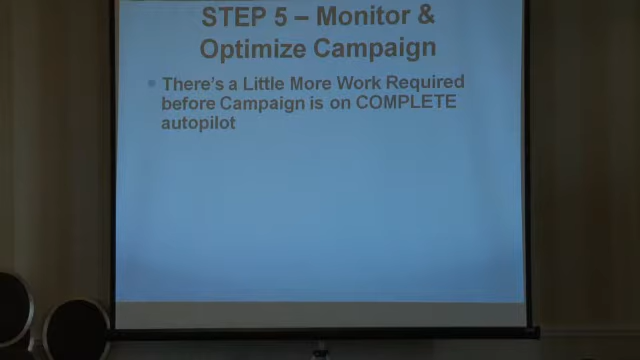 STEP 5 – Monitor &
Optimize Campaign
There's a Little More Work Required
before Campaign is on COMPLETE
autopilot